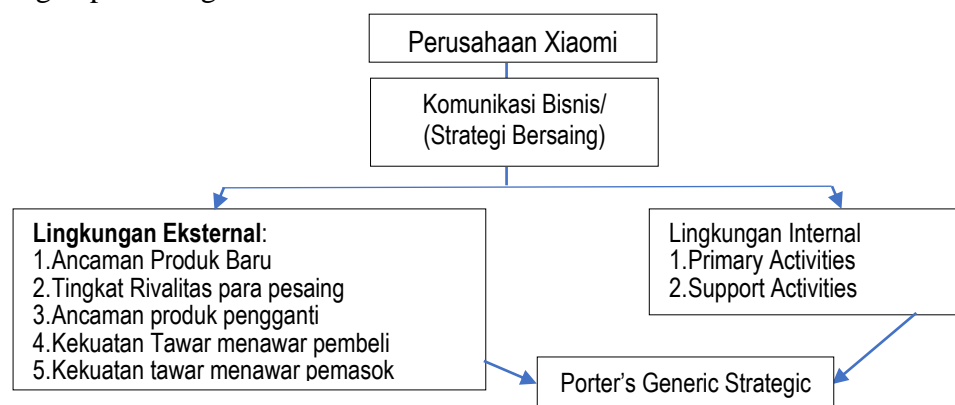 Perusahaan Xiaomi
Komunikasi Bisnis/
(Strategi Bersaing)
Lingkungan Eksternal:
1.Ancaman Produk Baru
2.Tingkat Rivalitas para pesaing
3.Ancaman produk pengganti
4.Kekuatan Tawar menawar pembeli
5.Kekuatan tawar menawar pemasok
Lingkungan Internal
1.Primary Activities
2.Support Activities
Porter's Generic Strategic